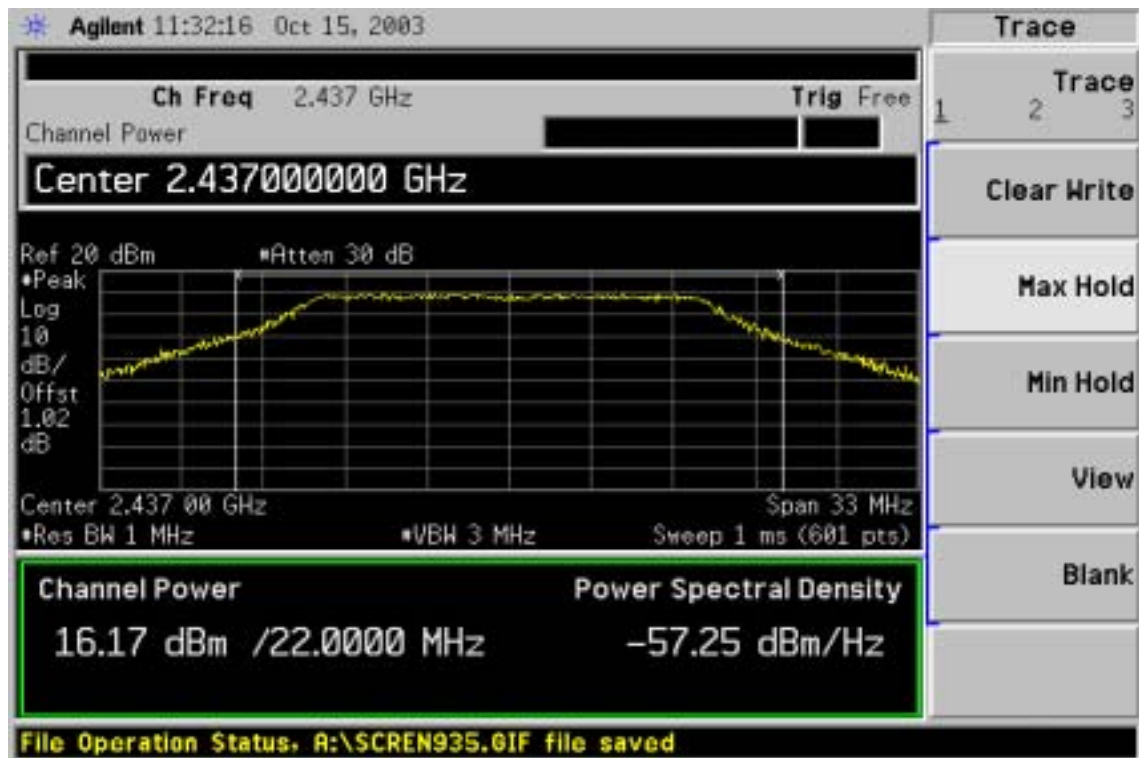 Agilent 11:32:16 Oct 15, 2003
Trace
Ch Freq 2.437 GHz Trig Free
Channel Power
Center 2.437000000 GHz
Ref 20 dBm *Atten 30 dB
*Peak
Log
10
dB/
Offst
1.02
dB
Center 2.437 00 GHz Span 33 MHz
*Res BW 1 MHz *VBW 3 MHz Sweep 1 ms (601 pts)
Channel Power Power Spectral Density
16.17 dBm /22.0000 MHz -57.25 dBm/Hz
File Operation Status, A:\SCREN935.GIF file saved
Trace
1 2 3
Clear Write
Max Hold
Min Hold
View
Blank